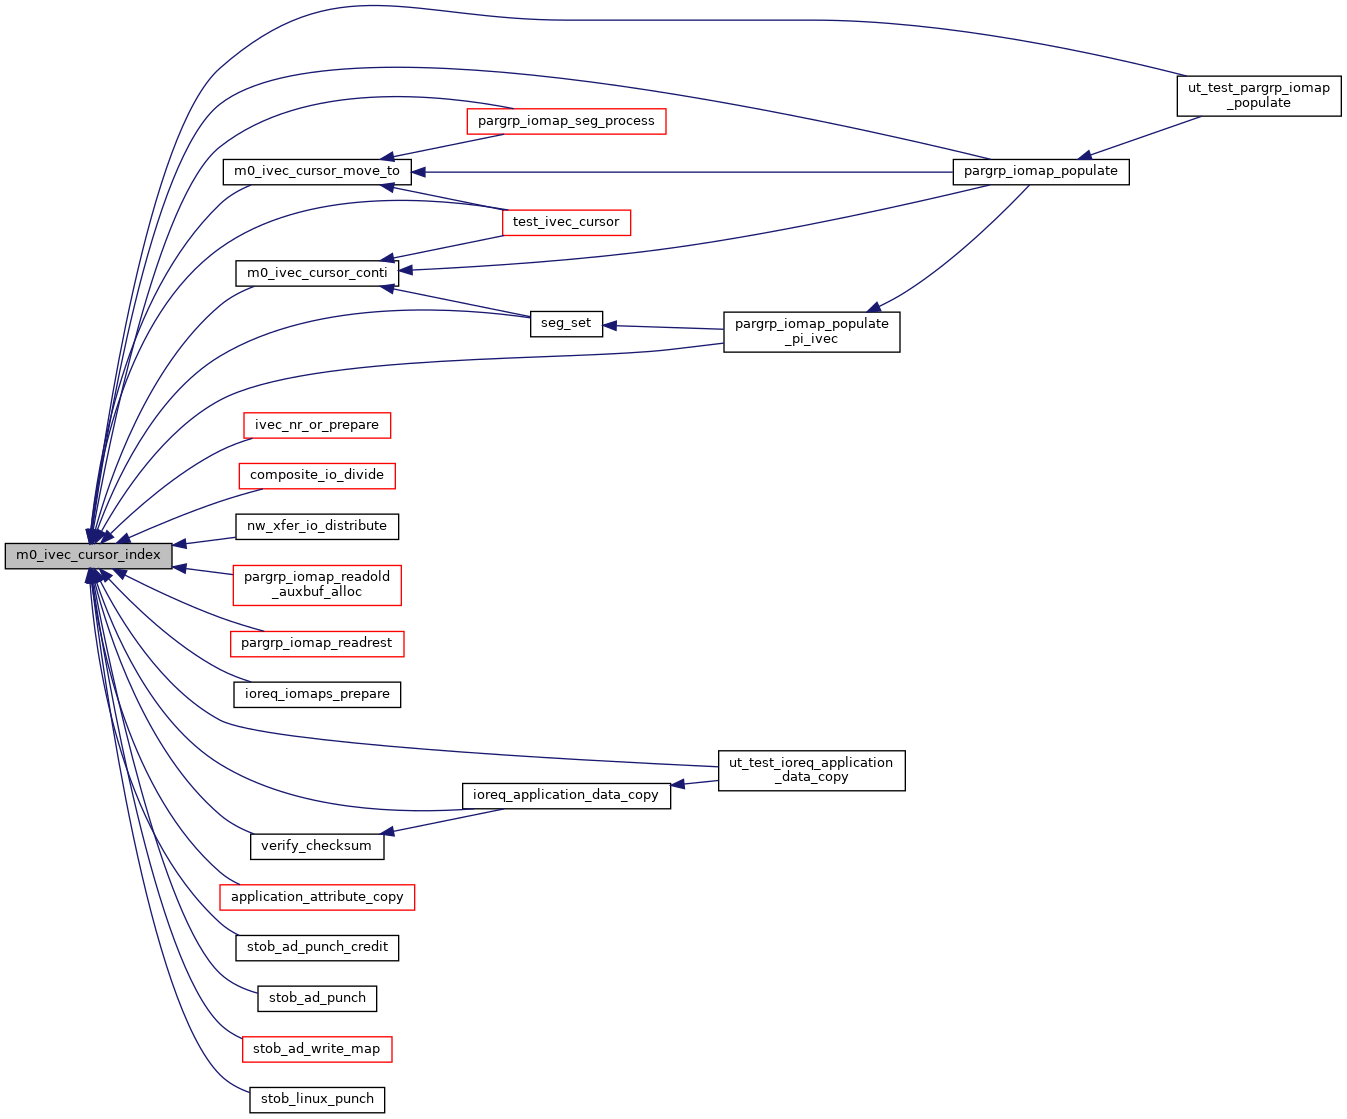 ut_test_pargrp_iomap
_populate
pargrp_iomap_seg_process
m0_ivec_cursor_move_to
pargrp_iomap_populate
test_ivec_cursor
m0_ivec_cursor_conti
seg_set
pargrp_iomap_populate
_pi_ivec
ivec_nr_or_prepare
composite_io_divide
nw_xfer_io_distribute
m0_ivec_cursor_index
pargrp_iomap_readold
_auxbuf_alloc
pargrp_iomap_readrest
ioreq_iomaps_prepare
ut_test_ioreq_application
_data_copy
ioreq_application_data_copy
verify_checksum
application_attribute_copy
stob_ad_punch_credit
stob_ad_punch
stob_ad_write_map
stob_linux_punch